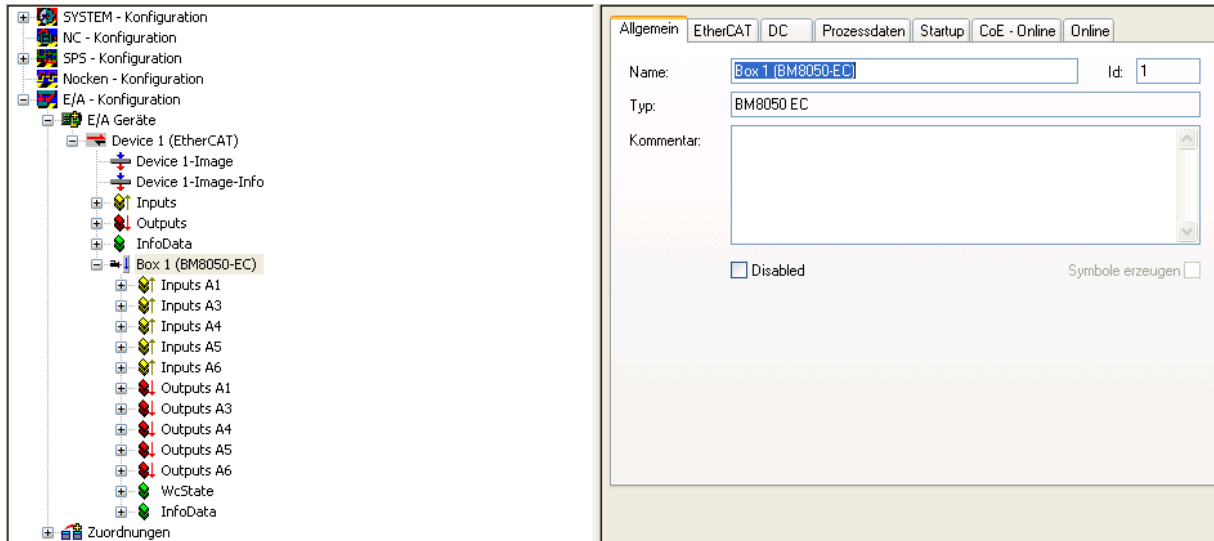 SYSTEM - Konfiguration
NC - Konfiguration
SPS - Konfiguration
Nocken - Konfiguration
E/A - Konfiguration
E/A Geräte
Device 1 (EtherCAT)
Device 1-Image
Device 1-Image-Info
Inputs
Outputs
InfoData
Box 1 (BM8050-EC)
Inputs A1
Inputs A3
Inputs A4
Inputs A5
Inputs A6
Outputs A1
Outputs A3
Outputs A4
Outputs A5
Outputs A6
WcState
InfoData
Zuordnungen
Allgemein EtherCAT DC Prozessdaten Startup CoE - Online Online
Name: Box 1 (BM8050-EC) Id: 1
Typ: BM8050 EC
Kommentar:
Disabled Symbole erzeugen